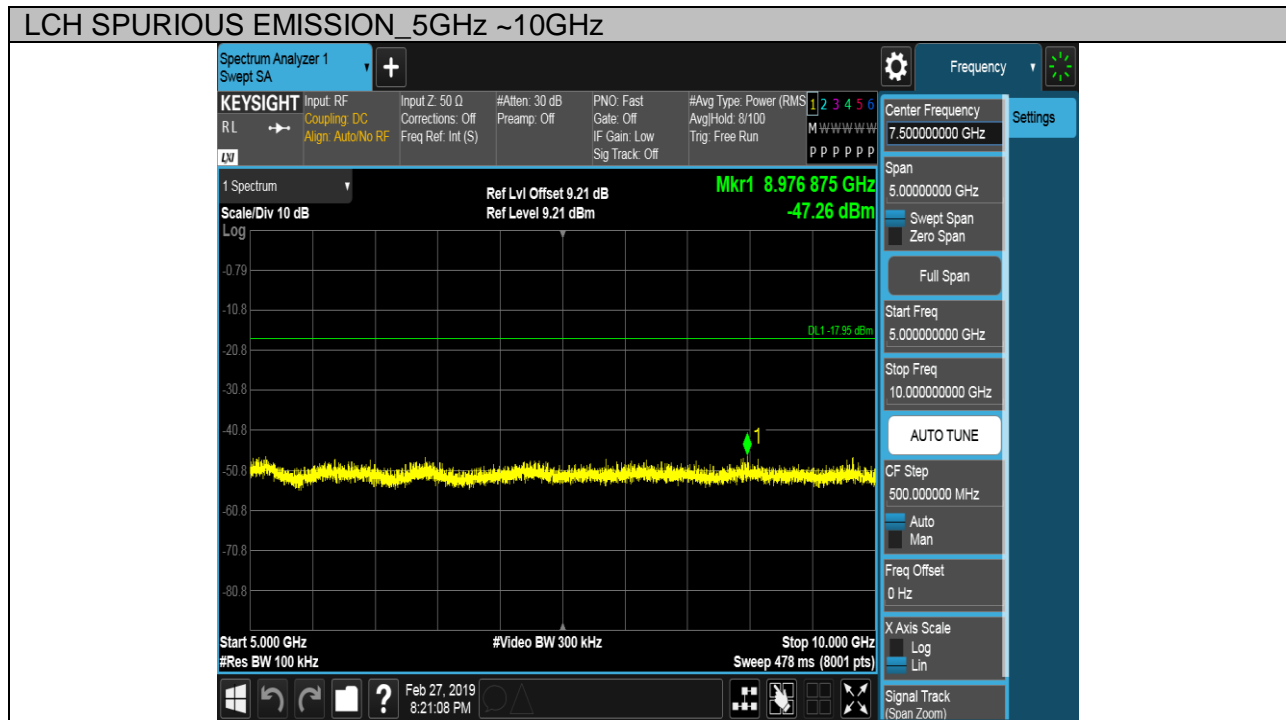 LCH SPURIOUS EMISSION_5GHz ~10GHz
Spectrum Analyzer 1
Swept SA
+
Frequency
KEYSIGHT
RL
LXI
Input: RF
Coupling: DC
Align: Auto/No RF
Input Z: 50 Ω
Corrections: Off
Freq Ref: Int (S)
#Atten: 30 dB
Preamp: Off
PNO: Fast
Gate: Off
IF Gain: Low
Sig Track: Off
#Avg Type: Power (RMS
Avg|Hold: 8/100
Trig: Free Run
1 2 3 4 5 6
M W W W W W
P P P P P P
1 Spectrum
Scale/Div 10 dB
Ref Lvl Offset 9.21 dB
Ref Level 9.21 dBm
Mkr1 8.976 875 GHz
-47.26 dBm
Log
-0.79
-10.8
-20.8
-30.8
-40.8
-50.8
-60.8
-70.8
-80.8
DL1 -17.95 dBm
1
Start 5.000 GHz
#Res BW 100 kHz
#Video BW 300 kHz
Stop 10.000 GHz
Sweep 478 ms (8001 pts)
?
Feb 27, 2019
8:21:08 PM
Center Frequency
7.500000000 GHz
Settings
Span
5.00000000 GHz
Swept Span
Zero Span
Full Span
Start Freq
5.000000000 GHz
Stop Freq
10.000000000 GHz
AUTO TUNE
CF Step
500.000000 MHz
Auto
Man
Freq Offset
0 Hz
X Axis Scale
Log
Lin
Signal Track
(Span Zoom)